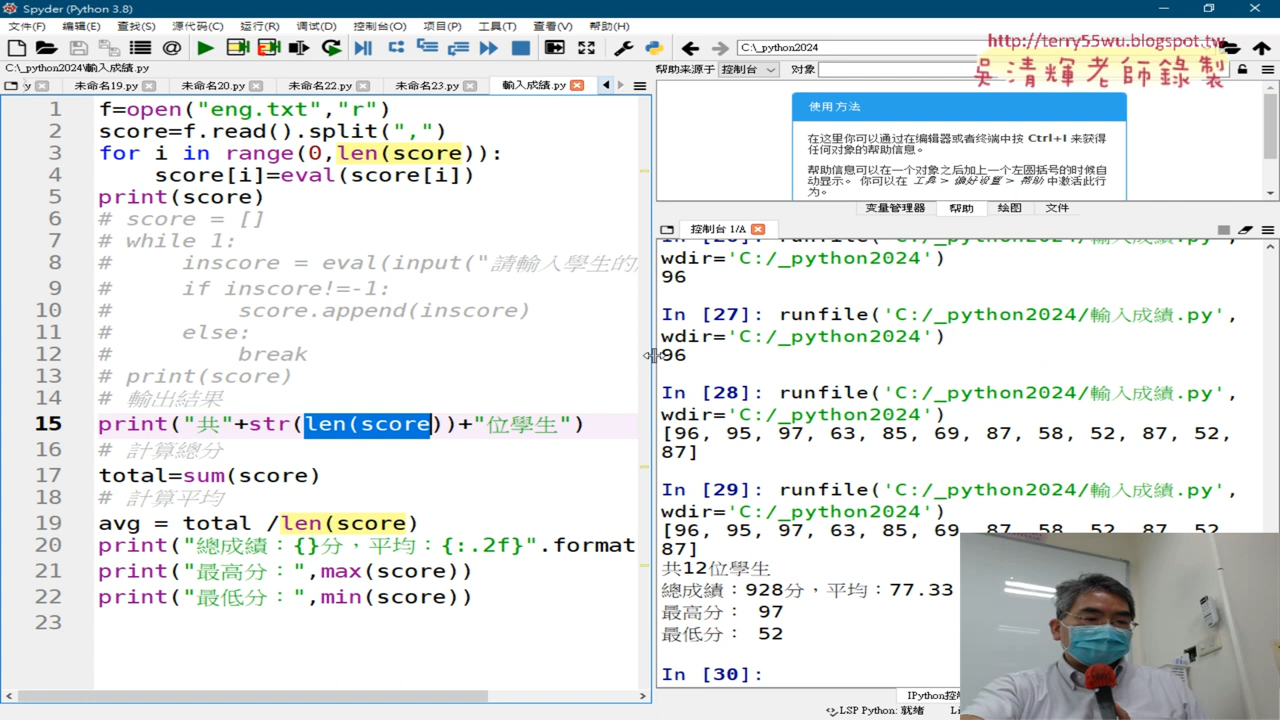 Spyder (Python 3.8)
文件(F) 编辑(E) 查找(S) 源代码(C) 运行(R) 调试(D) 控制台(O) 项目(P) 工具(T) 查看(V) 帮助(H)
C:\_python2024
http://terry55wu.blogspot.tw
吳清輝老師錄製
C:\_python2024\輸入成績.py
帮助来源于 控制台 对象
y 未命名19.py 未命名20.py 未命名22.py 未命名23.py 輸入成績.py
1 f=open("eng.txt","r")
2 score=f.read().split(",")
3 for i in range(0,len(score)):
4 score[i]=eval(score[i])
5 print(score)
6 # score = []
7 # while 1:
8 # inscore = eval(input("請輸入學生的
9 # if inscore!=-1:
10 # score.append(inscore)
11 # else:
12 # break
13 # print(score)
14 # 輸出結果
15 print("共"+str(len(score))+"位學生")
16 # 計算總分
17 total=sum(score)
18 # 計算平均
19 avg = total /len(score)
20 print("總成績：{}分，平均：{:.2f}".format
21 print("最高分：",max(score))
22 print("最低分：",min(score))
23
使用方法
在这里你可以通过在编辑器或者终端中按 Ctrl+I 来获得
任何对象的帮助信息。
帮助信息可以在一个对象之后加上一个左圆括号的时候自
动显示。 你可以在 工具 > 偏好设置 > 帮助 中激活此行
为。
变量管理器 帮助 绘图 文件
控制台 1/A
In [26]: runfile('C:/_python2024/輸入成績.py',
wdir='C:/_python2024')
96
In [27]: runfile('C:/_python2024/輸入成績.py',
wdir='C:/_python2024')
96
In [28]: runfile('C:/_python2024/輸入成績.py',
wdir='C:/_python2024')
[96, 95, 97, 63, 85, 69, 87, 58, 52, 87, 52,
87]
In [29]: runfile('C:/_python2024/輸入成績.py',
wdir='C:/_python2024')
[96, 95, 97, 63, 85, 69, 87, 58, 52, 87, 52
87]
共12位學生
總成績：928分，平均：77.33
最高分： 97
最低分： 52
In [30]:
IPython控
LSP Python: 就绪